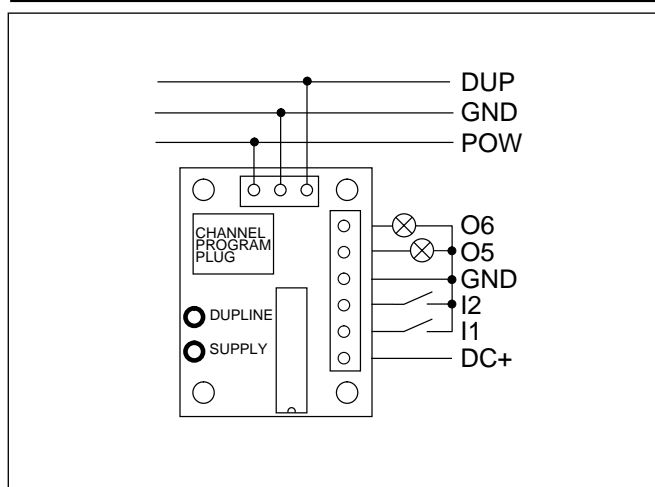 DUP
GND
POW
CHANNEL
PROGRAM
PLUG
DUPLINE
SUPPLY
O6
O5
GND
I2
I1
DC+